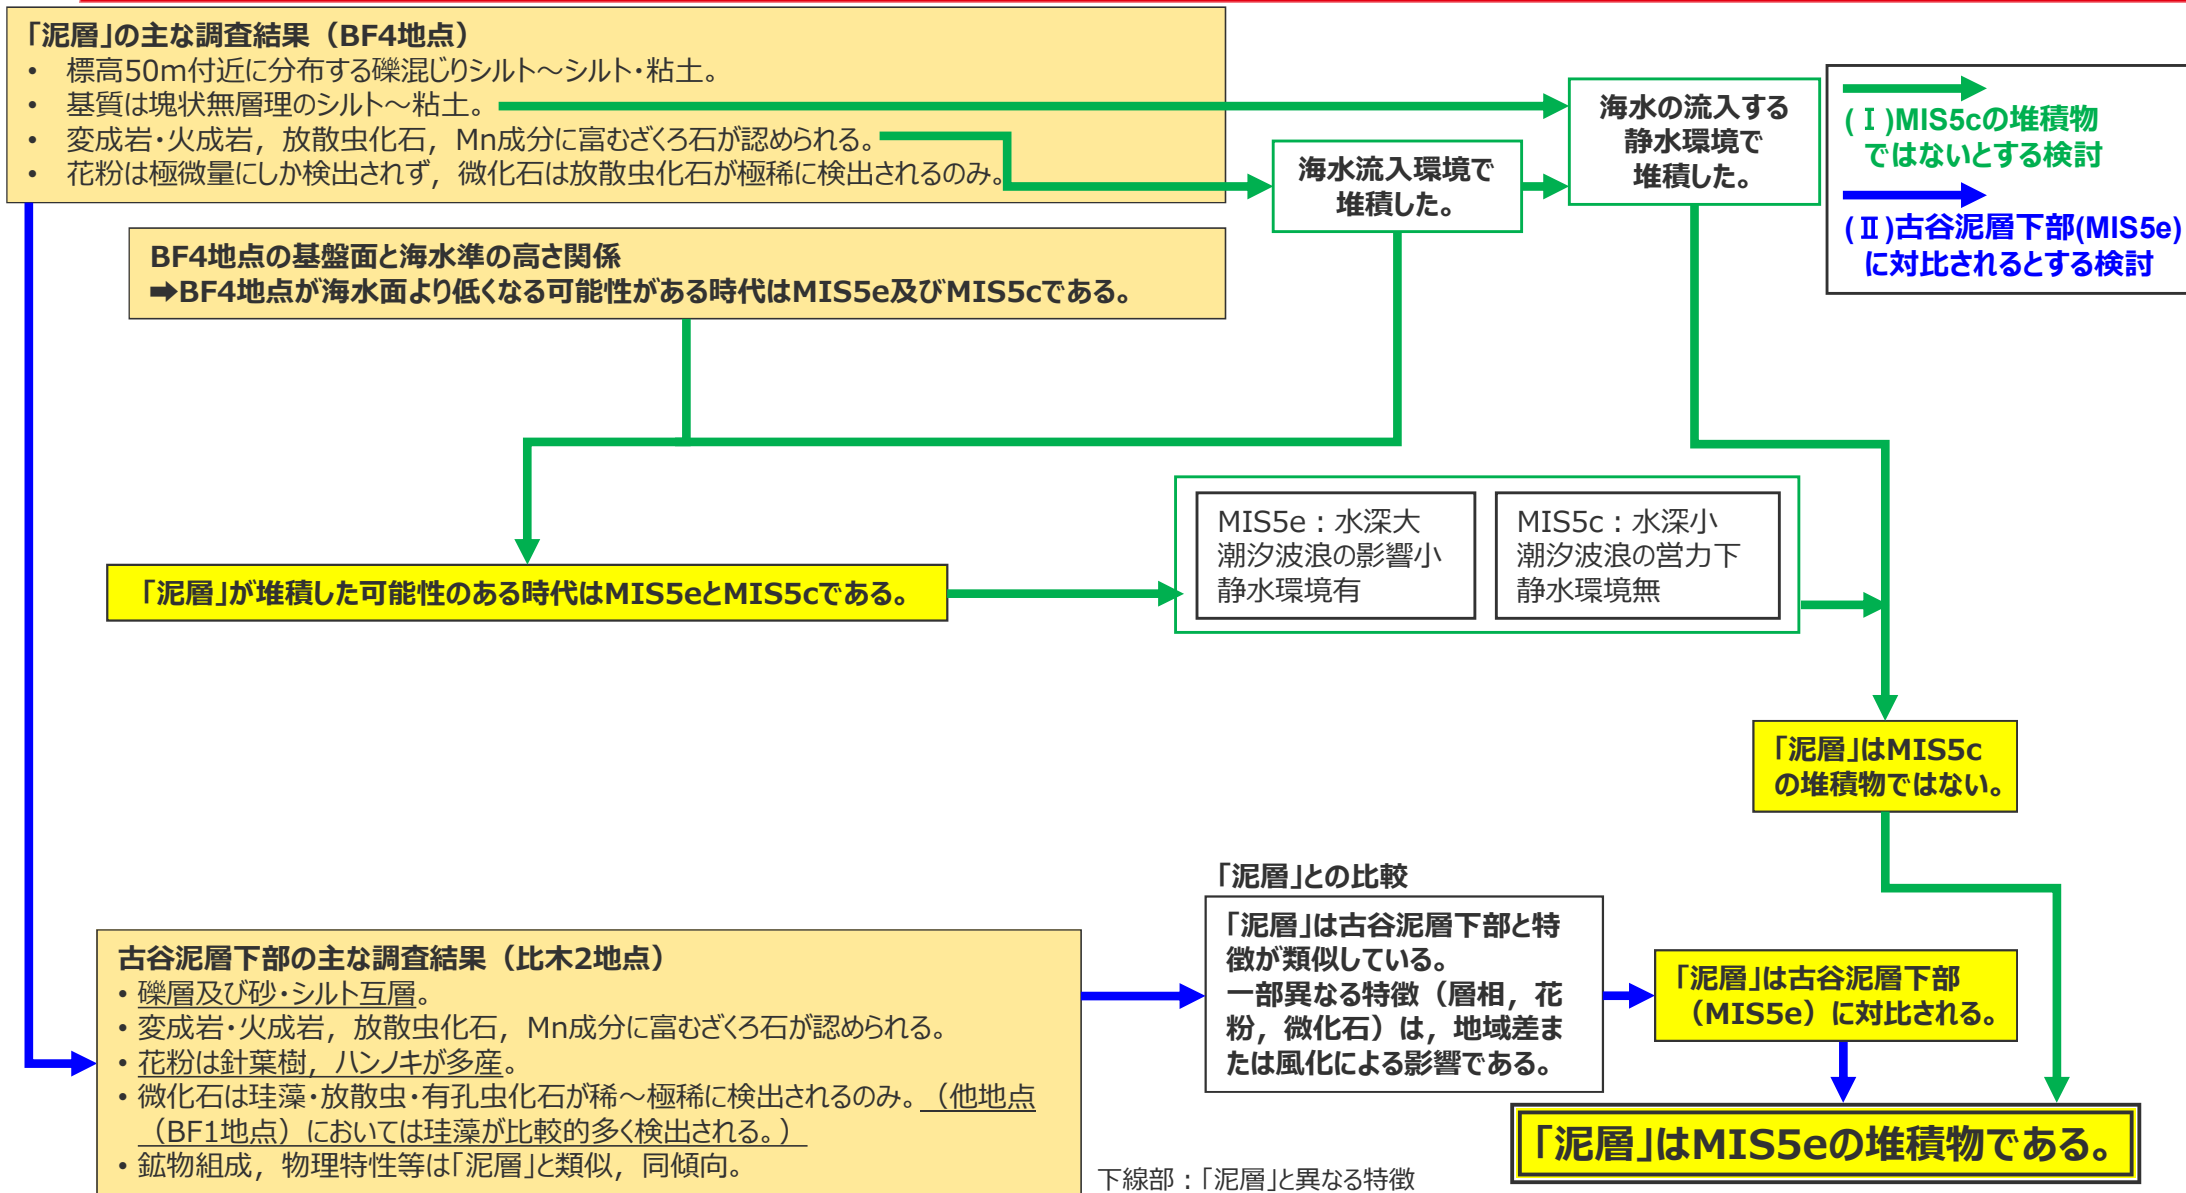 「泥層」の主な調査結果（BF4地点）
• 標高50m付近に分布する礫混じりシルト～シルト・粘土。
• 基質は塊状無層理のシルト～粘土。
• 変成岩・火成岩，放散虫化石，Mn成分に富むざくろ石が認められる。
• 花粉は極微量にしか検出されず，微化石は放散虫化石が極稀に検出されるのみ。
海水流入環境で
堆積した。
海水の流入する
静水環境で
堆積した。
(Ⅰ)MIS5cの堆積物
ではないとする検討
(Ⅱ)古谷泥層下部(MIS5e)
に対比されるとする検討
BF4地点の基盤面と海水準の高さ関係
➡BF4地点が海水面より低くなる可能性がある時代はMIS5e及びMIS5cである。
「泥層」が堆積した可能性のある時代はMIS5eとMIS5cである。
MIS5e：水深大
潮汐波浪の影響小
静水環境有
MIS5c：水深小
潮汐波浪の営力下
静水環境無
「泥層」はMIS5c
の堆積物ではない。
古谷泥層下部の主な調査結果（比木2地点）
• 礫層及び砂・シルト互層。
• 変成岩・火成岩，放散虫化石，Mn成分に富むざくろ石が認められる。
• 花粉は針葉樹，ハンノキが多産。
• 微化石は珪藻・放散虫・有孔虫化石が稀～極稀に検出されるのみ。（他地点
（BF1地点）においては珪藻が比較的多く検出される。）
• 鉱物組成，物理特性等は「泥層」と類似，同傾向。
「泥層」との比較
「泥層」は古谷泥層下部と特
徴が類似している。
一部異なる特徴（層相，花
粉，微化石）は，地域差ま
たは風化による影響である。
「泥層」は古谷泥層下部
（MIS5e）に対比される。
「泥層」はMIS5eの堆積物である。
下線部：「泥層」と異なる特徴